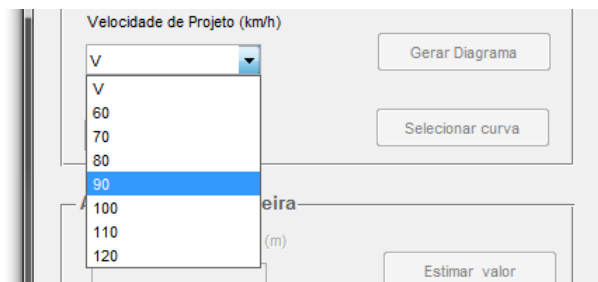 Velocidade de Projeto (km/h)
V
Gerar Diagrama
V
60
70
Selecionar curva
80
90
eira
100
110
(m)
120
Estimar valor